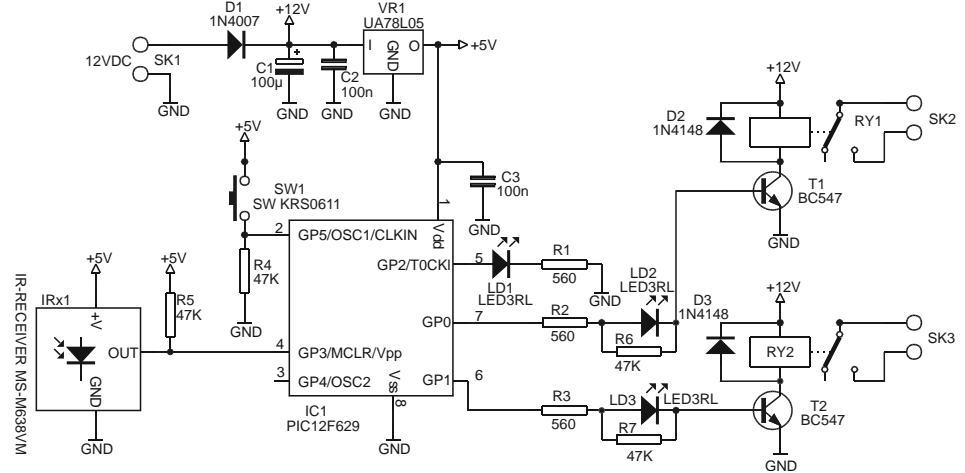 D1
1N4007
+12V
VR1
UA78L05
I
O
GND
+5V
12VDC
SK1
C1
100µ
+
C2
100n
GND
GND
GND
GND
+12V
D2
1N4148
RY1
SK2
+5V
SW1
SW KRS0611
C3
100n
GND
T1
BC547
GND
1
Vdd
2
GP5/OSC1/CLKIN
R4
47K
GND
GP2/T0CKI
5
LD1
LED3RL
R1
560
GND
LD2
LED3RL
D3
1N4148
+12V
IR-RECEIVER MS-M638VM
+5V
+5V
IRx1
+V
OUT
GND
GND
R5
47K
GP0
7
R2
560
R6
47K
RY2
SK3
4
GP3/MCLR/Vpp
3
GP4/OSC2
Vss
8
GND
GP1
6
IC1
PIC12F629
R3
560
LD3
LED3RL
R7
47K
T2
BC547
GND